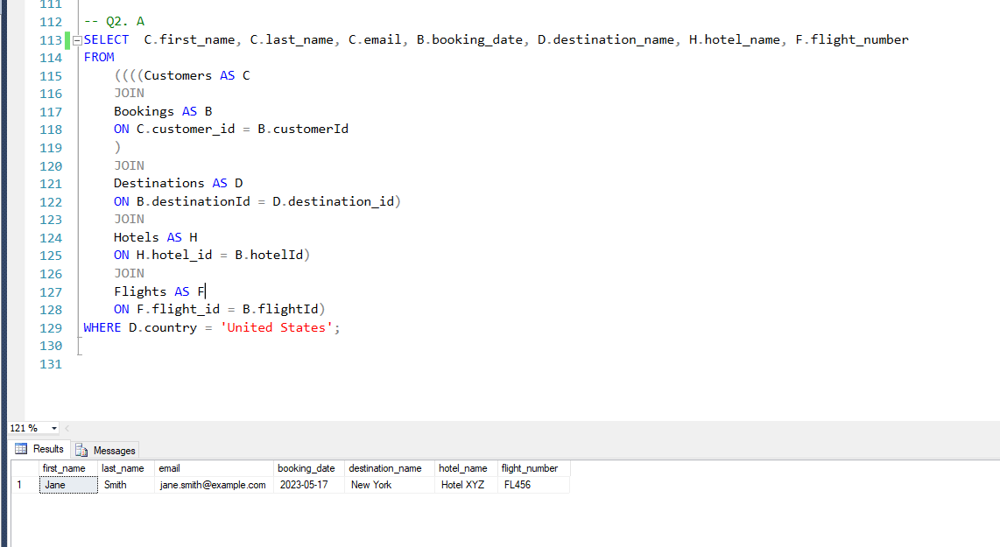 111
112 -- Q2. A
113 SELECT  C.first_name, C.last_name, C.email, B.booking_date, D.destination_name, H.hotel_name, F.flight_number
114 FROM
115     ((((Customers AS C
116     JOIN
117     Bookings AS B
118     ON C.customer_id = B.customerId
119     )
120     JOIN
121     Destinations AS D
122     ON B.destinationId = D.destination_id)
123     JOIN
124     Hotels AS H
125     ON H.hotel_id = B.hotelId)
126     JOIN
127     Flights AS F
128     ON F.flight_id = B.flightId)
129 WHERE D.country = 'United States';
130
131
121 %
Results Messages
first_name last_name email booking_date destination_name hotel_name flight_number
1 Jane Smith jane.smith@example.com 2023-05-17 New York Hotel XYZ FL456